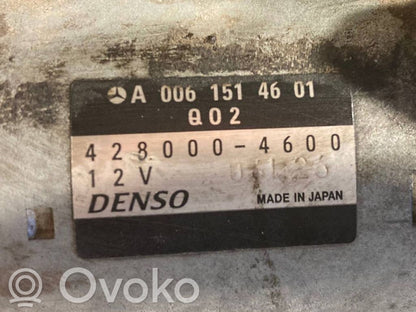 A 006 151 46 01
Q02
428000-4600
12V
DENSO
MADE IN JAPAN
OVOKO